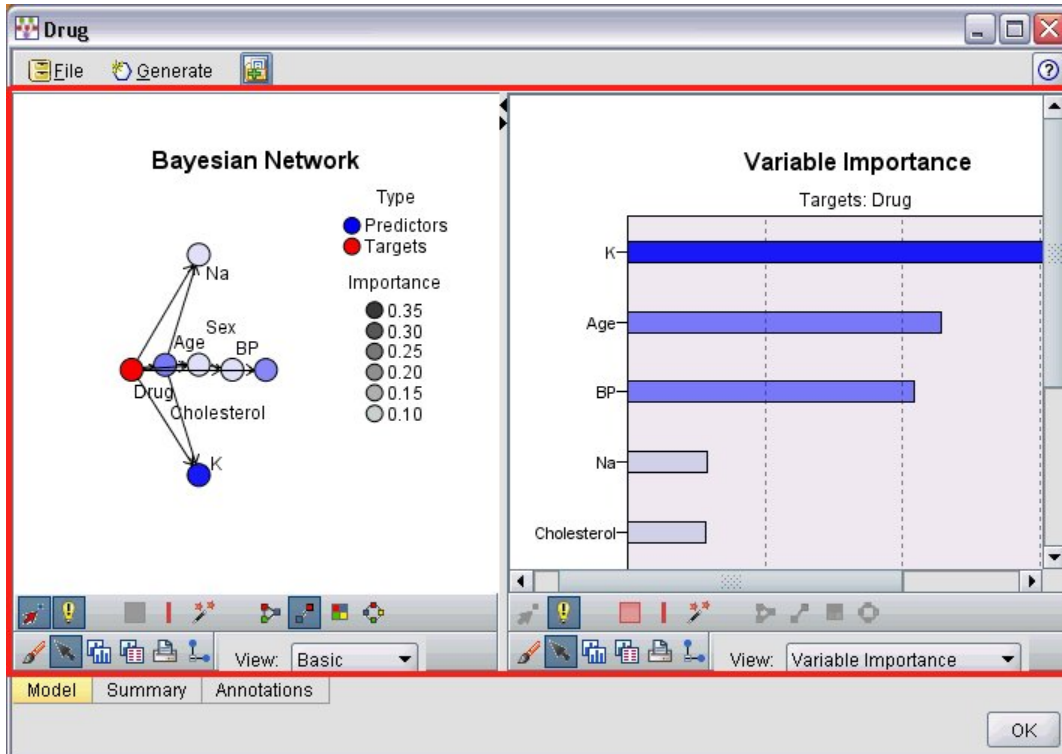 Drug
File Generate
Bayesian Network
Type
Predictors
Targets
Importance
0.35
0.30
0.25
0.20
0.15
0.10
Na
Sex
Age
BP
Drug
Cholesterol
K
View: Basic
Variable Importance
Targets: Drug
K
Age
BP
Na
Cholesterol
View: Variable Importance
Model Summary Annotations
OK